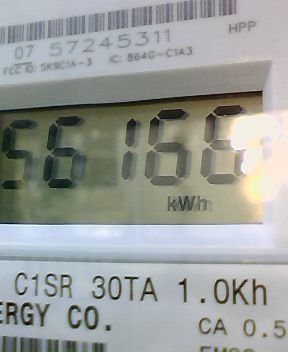 07 57245311
HPP
FCC ID: SK9C1A-3 IC: 864G-C1A3
56166
kWh
C1SR 30TA 1.0Kh
ERGY CO.
CA 0.5